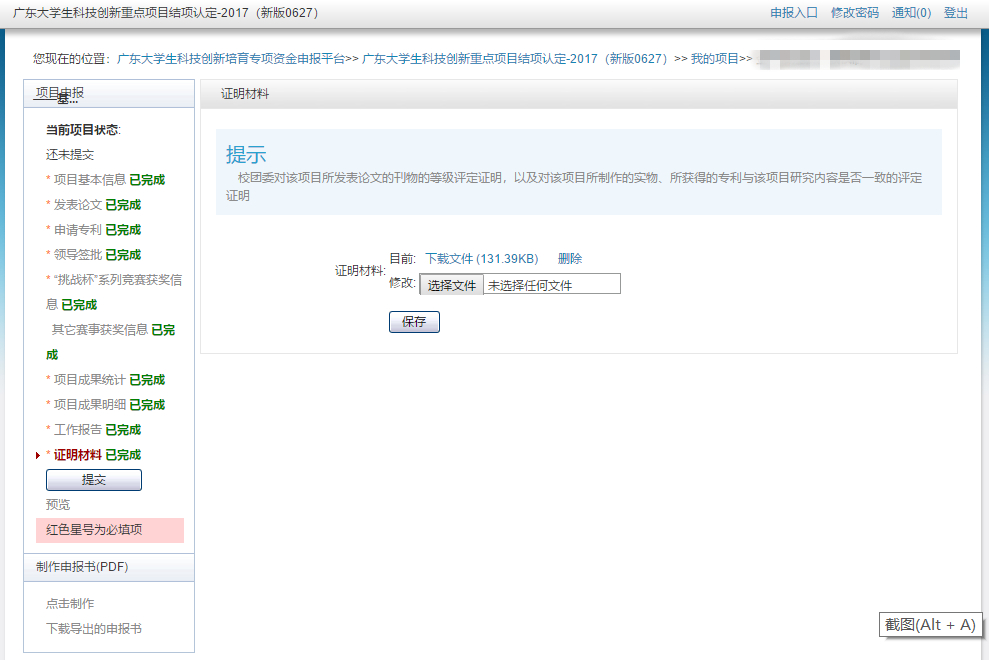 广东大学生科技创新重点项目结项认定-2017（新版0627）
申报入口 修改密码 通知(0) 登出
您现在的位置：广东大学生科技创新培育专项资金申报平台>> 广东大学生科技创新重点项目结项认定-2017（新版0627）>> 我的项目>>
项目申报
基...
当前项目状态:
还未提交
* 项目基本信息 已完成
* 发表论文 已完成
* 申请专利 已完成
* 领导签批 已完成
* “挑战杯”系列竞赛获奖信
息 已完成
其它赛事获奖信息 已完
成
* 项目成果统计 已完成
* 项目成果明细 已完成
* 工作报告 已完成
* 证明材料 已完成
提交
预览
红色星号为必填项
制作申报书(PDF)
点击制作
下载导出的申报书
证明材料
提示
校团委对该项目所发表论文的刊物的等级评定证明，以及对该项目所制作的实物、所获得的专利与该项目研究内容是否一致的评定
证明
证明材料:
目前: 下载文件 (131.39KB) 删除
修改: 选择文件 未选择任何文件
保存
截图(Alt + A)